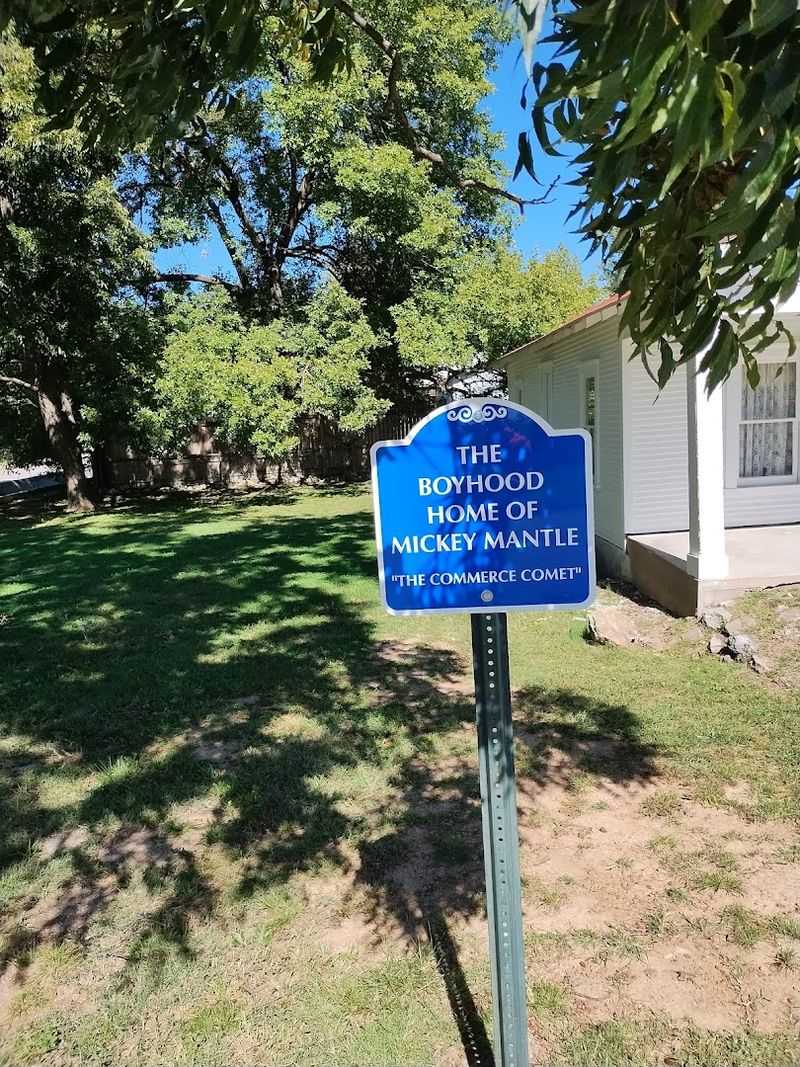 THE
BOYHOOD
HOME OF
MICKEY MANTLE
"THE COMMERCE COMET"